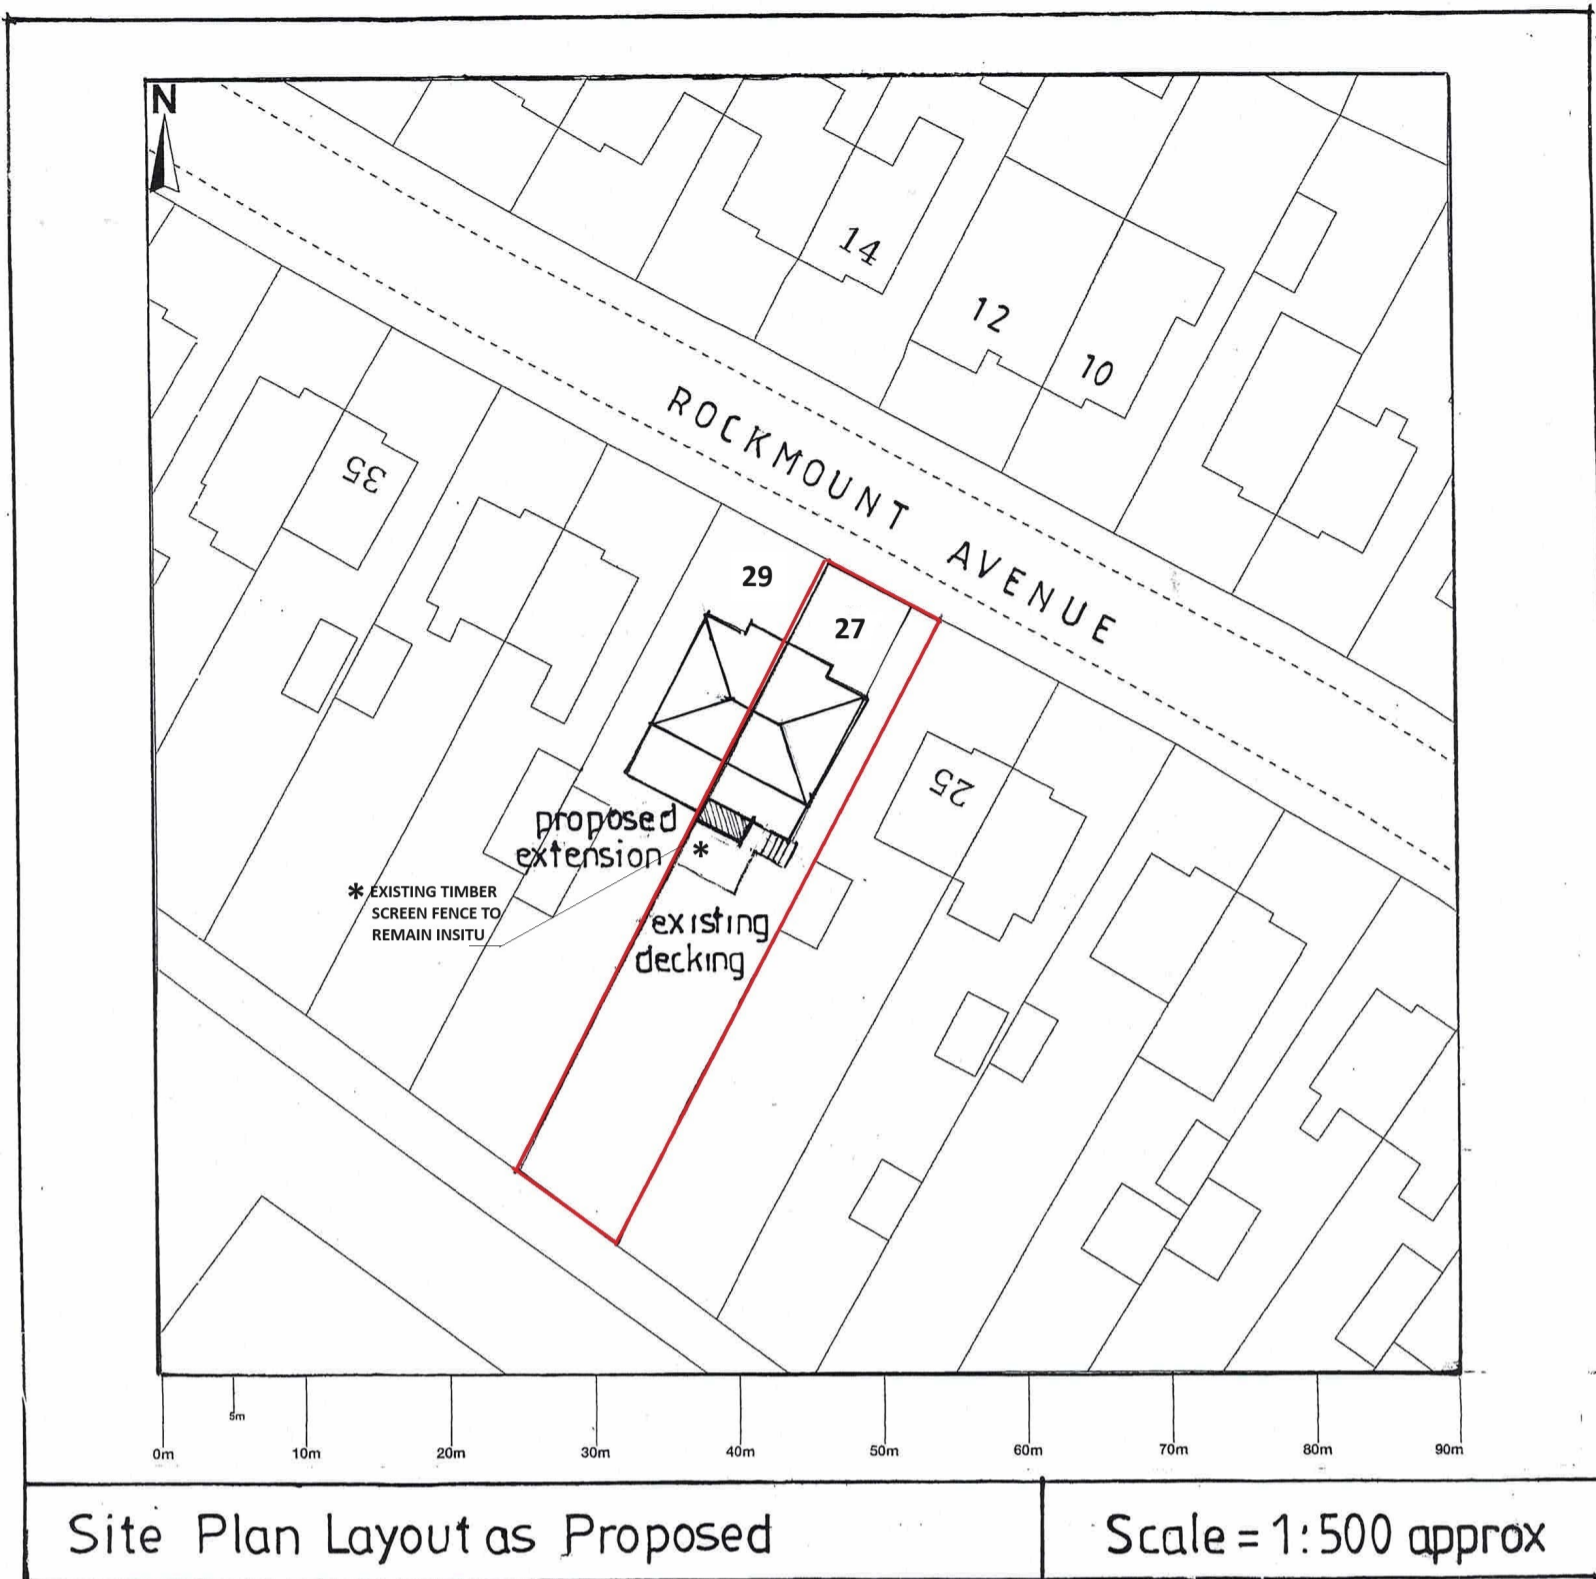 N
14
12
10
ROCKMOUNT AVENUE
35
29
27
25
proposed
extension
*
* EXISTING TIMBER
SCREEN FENCE TO
REMAIN INSITU
existing
decking
5m
0m 10m 20m 30m 40m 50m 60m 70m 80m 90m
Site Plan Layout as Proposed
Scale = 1:500 approx